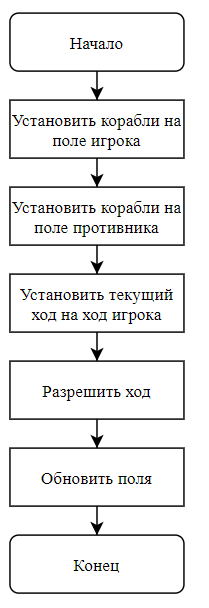 Начало
Установить корабли на
поле игрока
Установить корабли на
поле противника
Установить текущий
ход на ход игрока
Разрешить ход
Обновить поля
Конец